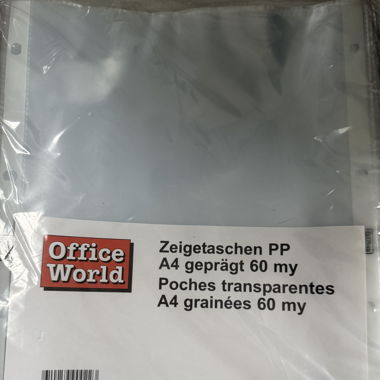 Office
World
Zeigetaschen PP
A4 geprägt 60 my
Poches transparentes
A4 grainées 60 my